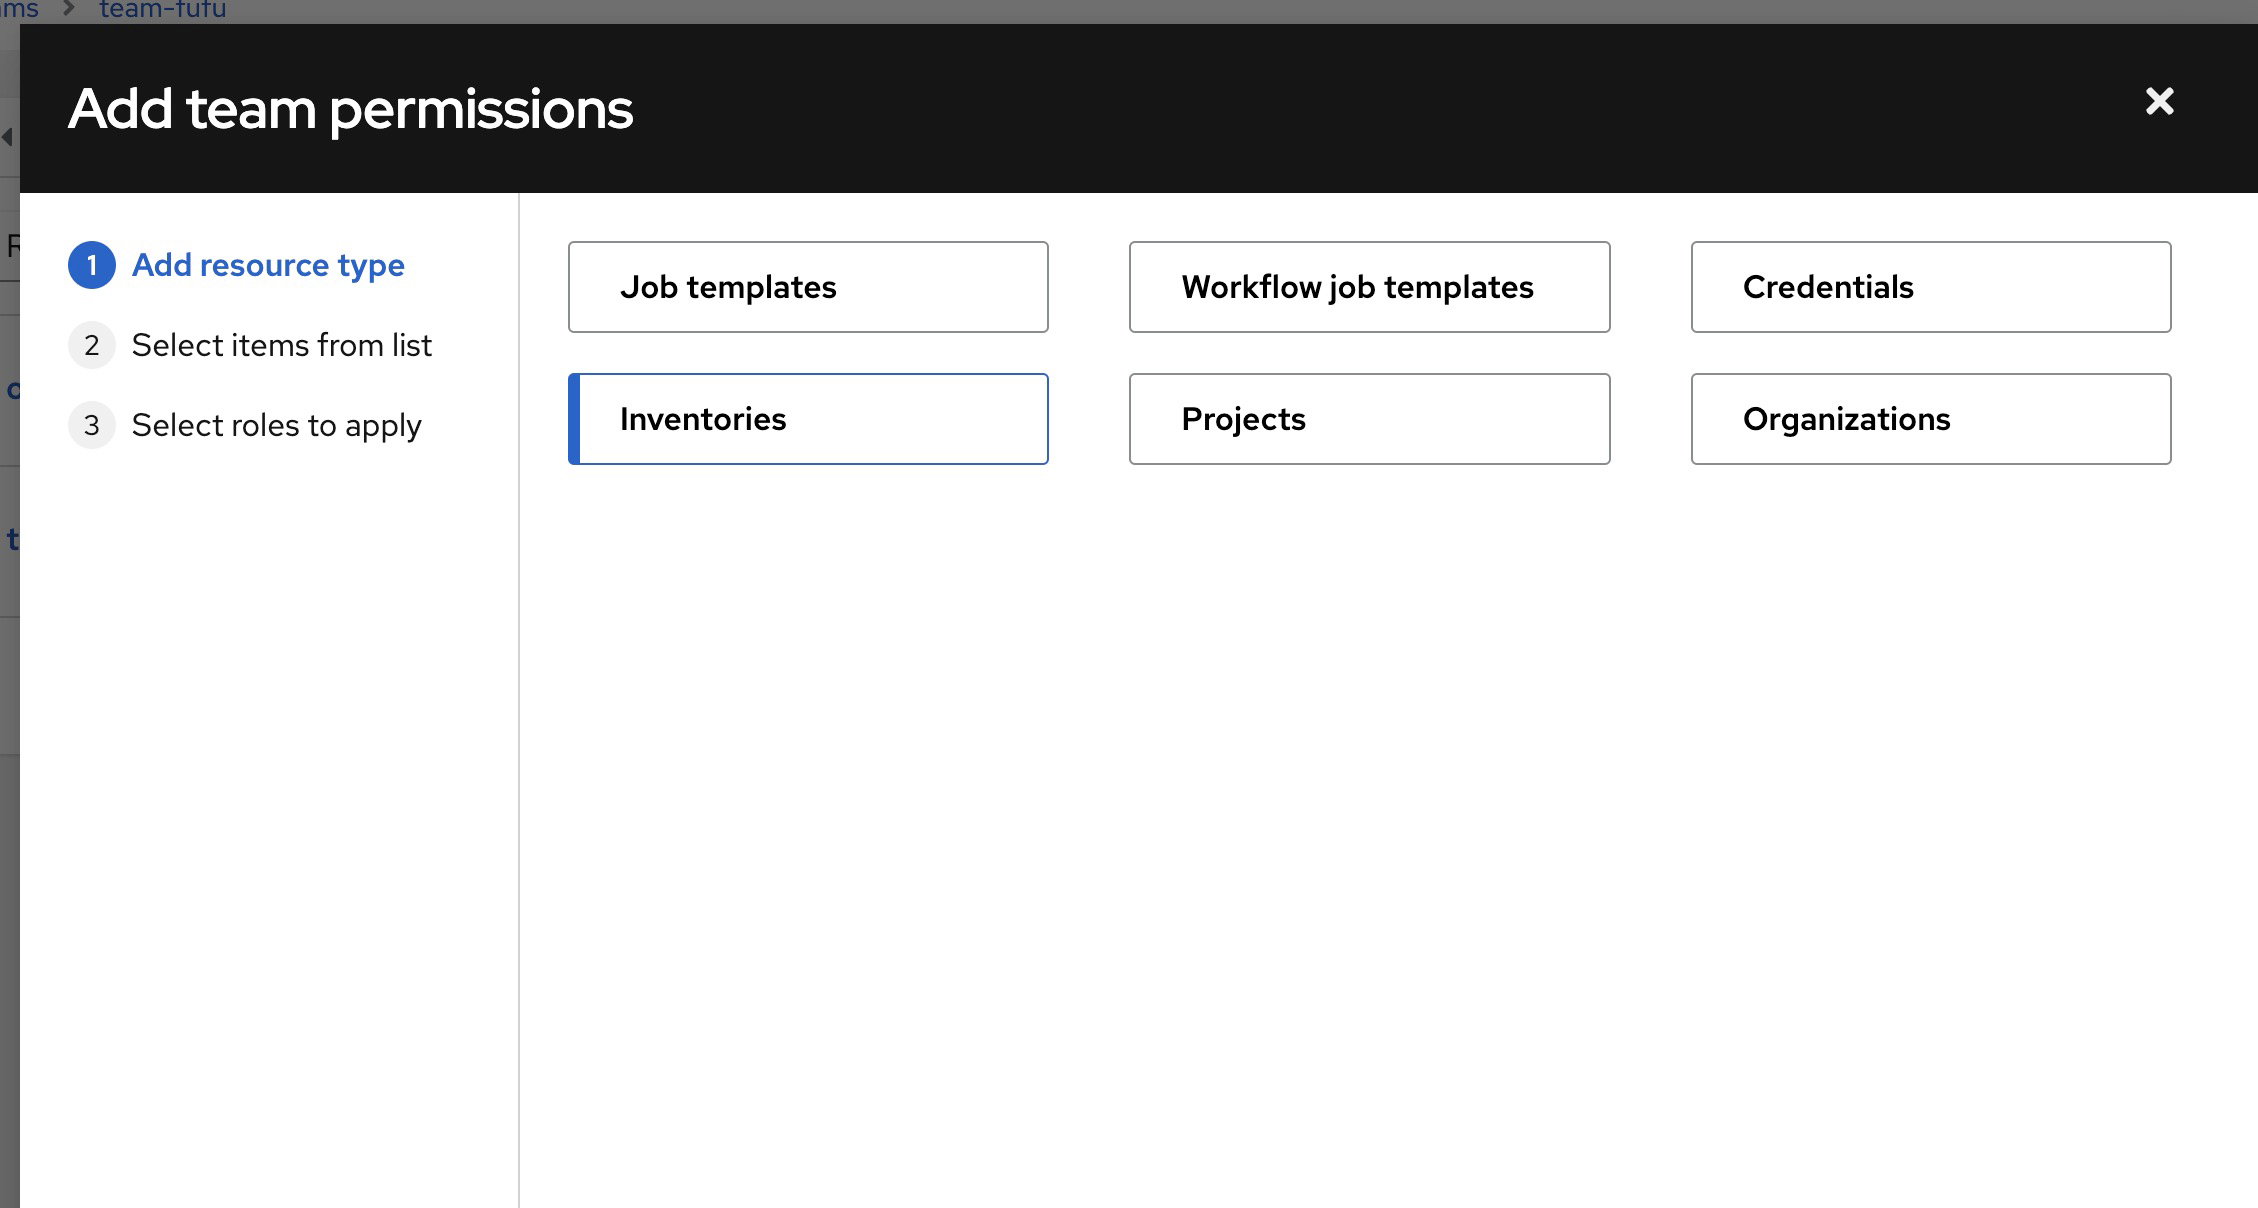 team-fufu
Add team permissions
1 Add resource type
2 Select items from list
3 Select roles to apply
Job templates
Workflow job templates
Credentials
Inventories
Projects
Organizations